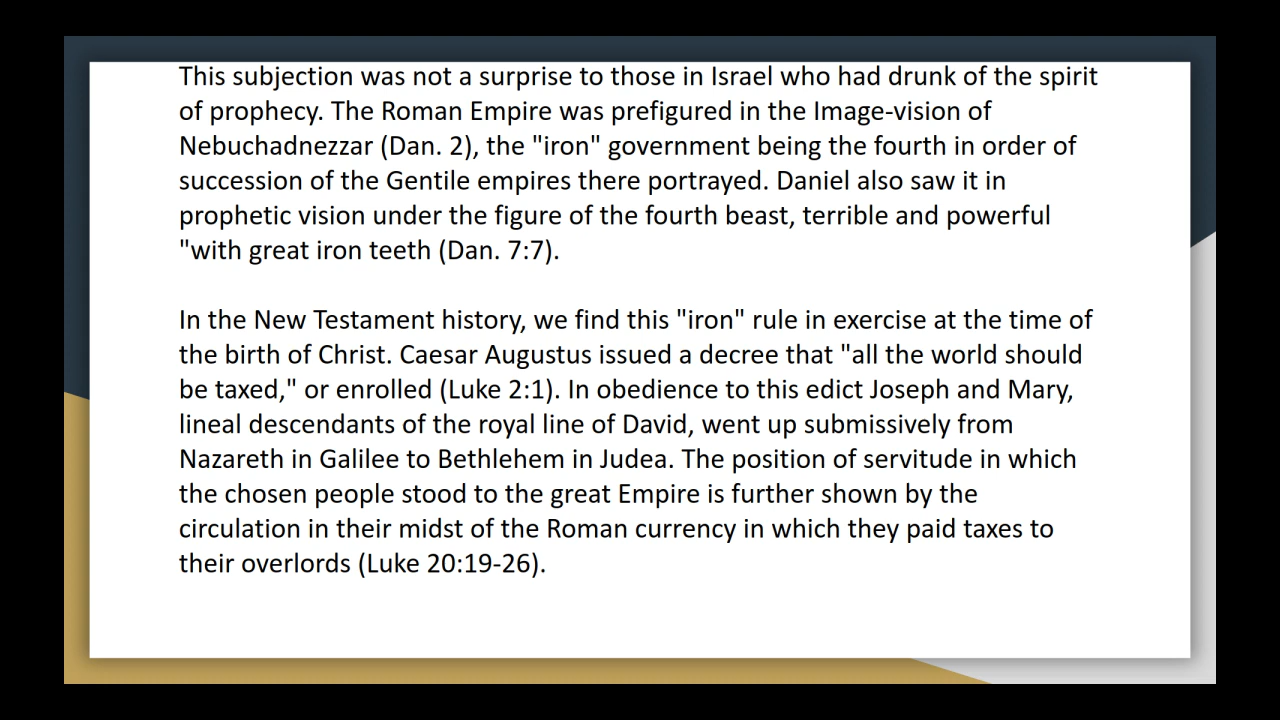 This subjection was not a surprise to those in Israel who had drunk of the spirit
of prophecy. The Roman Empire was prefigured in the Image-vision of
Nebuchadnezzar (Dan. 2), the "iron" government being the fourth in order of
succession of the Gentile empires there portrayed. Daniel also saw it in
prophetic vision under the figure of the fourth beast, terrible and powerful
"with great iron teeth (Dan. 7:7).
In the New Testament history, we find this "iron" rule in exercise at the time of
the birth of Christ. Caesar Augustus issued a decree that "all the world should
be taxed," or enrolled (Luke 2:1). In obedience to this edict Joseph and Mary,
lineal descendants of the royal line of David, went up submissively from
Nazareth in Galilee to Bethlehem in Judea. The position of servitude in which
the chosen people stood to the great Empire is further shown by the
circulation in their midst of the Roman currency in which they paid taxes to
their overlords (Luke 20:19-26).